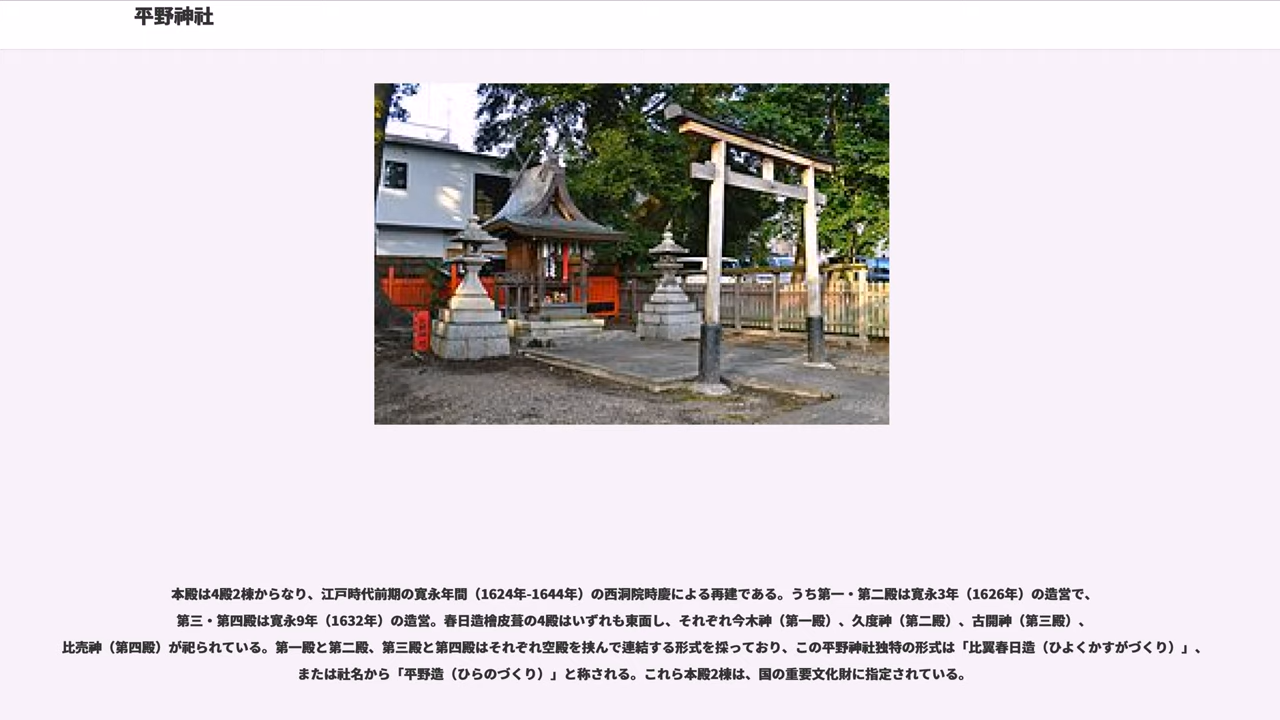 平野神社
本殿は4殿2棟からなり、江戸時代前期の寛永年間（1624年-1644年）の西洞院時慶による再建である。うち第一・第二殿は寛永3年（1626年）の造営で、
第三・第四殿は寛永9年（1632年）の造営。春日造檜皮葺の4殿はいずれも東面し、それぞれ今木神（第一殿）、久度神（第二殿）、古開神（第三殿）、
比売神（第四殿）が祀られている。第一殿と第二殿、第三殿と第四殿はそれぞれ空殿を挟んで連結する形式を採っており、この平野神社独特の形式は「比翼春日造（ひよくかすがづくり）」、
または社名から「平野造（ひらのづくり）」と称される。これら本殿2棟は、国の重要文化財に指定されている。